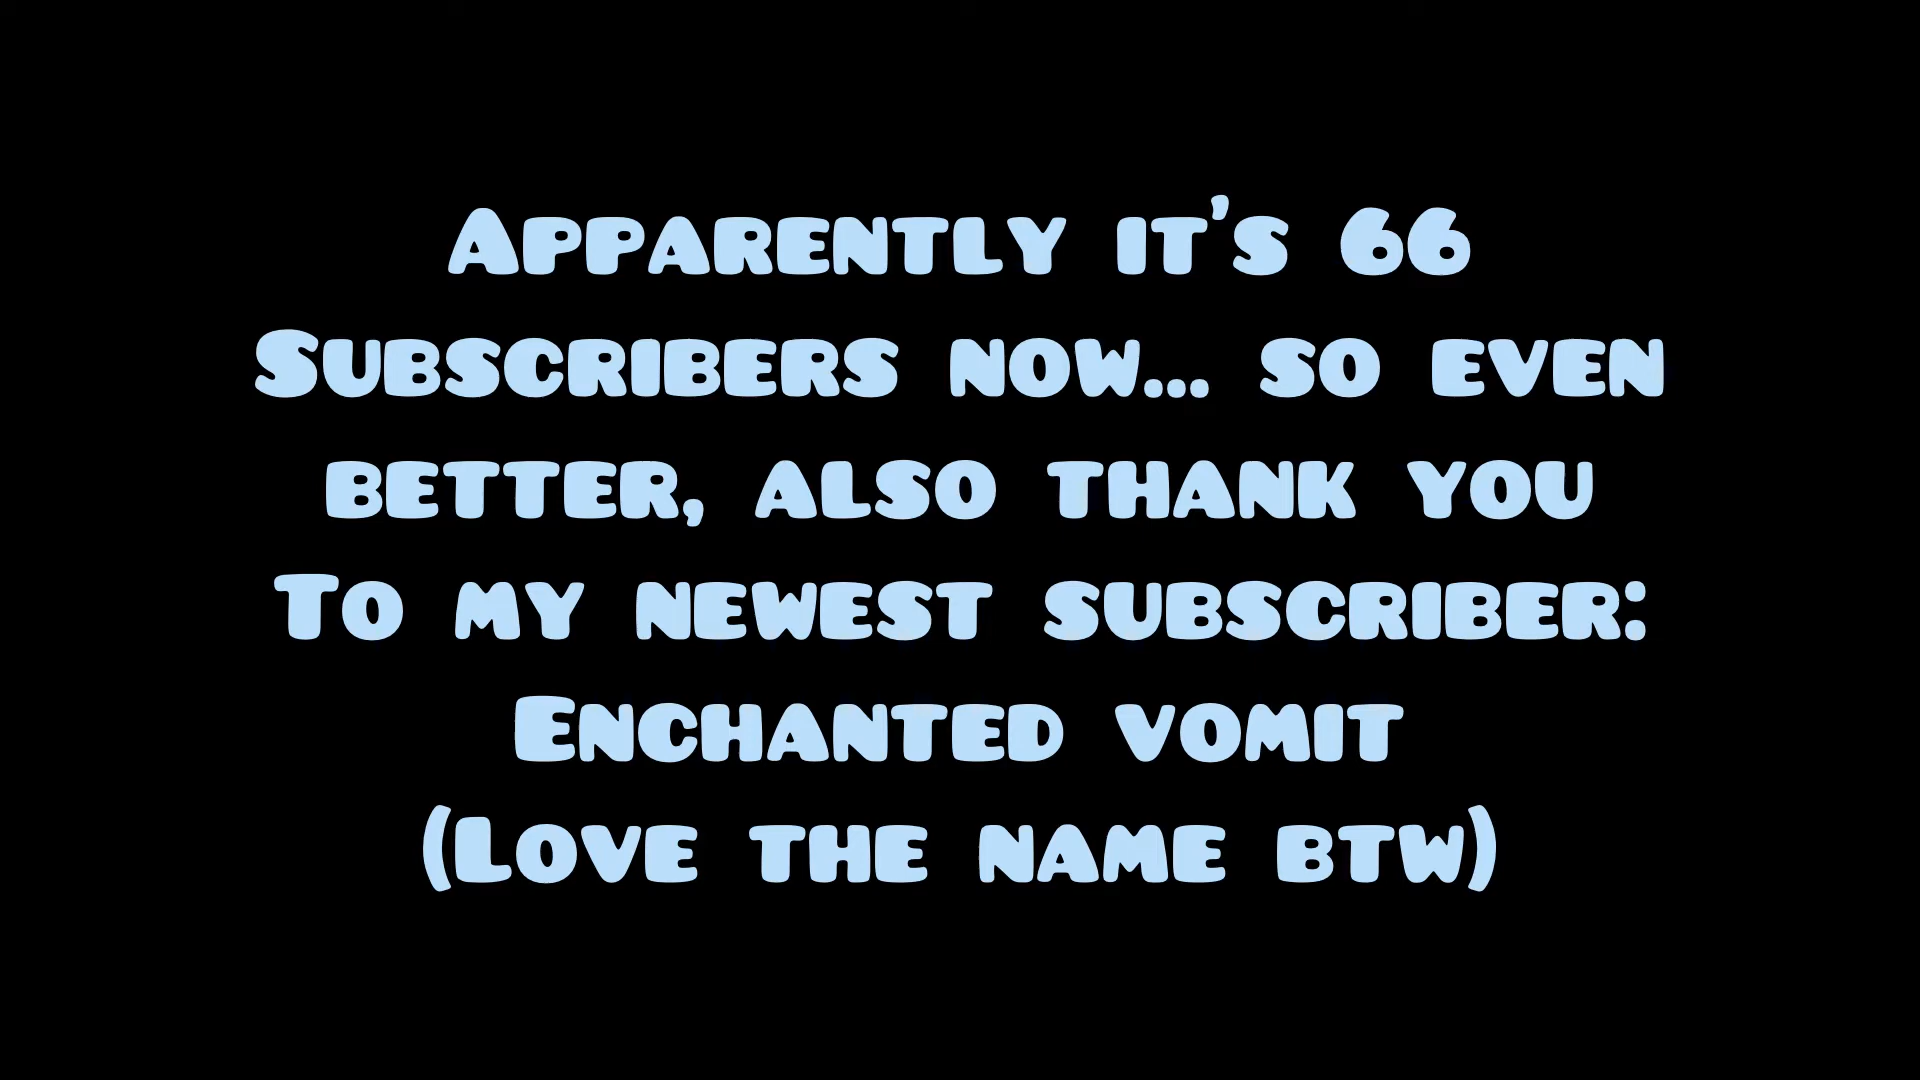 Apparently it's 66
Subscribers now... so even
better, also thank you
To my newest subscriber:
Enchanted vomit
(Love the name btw)